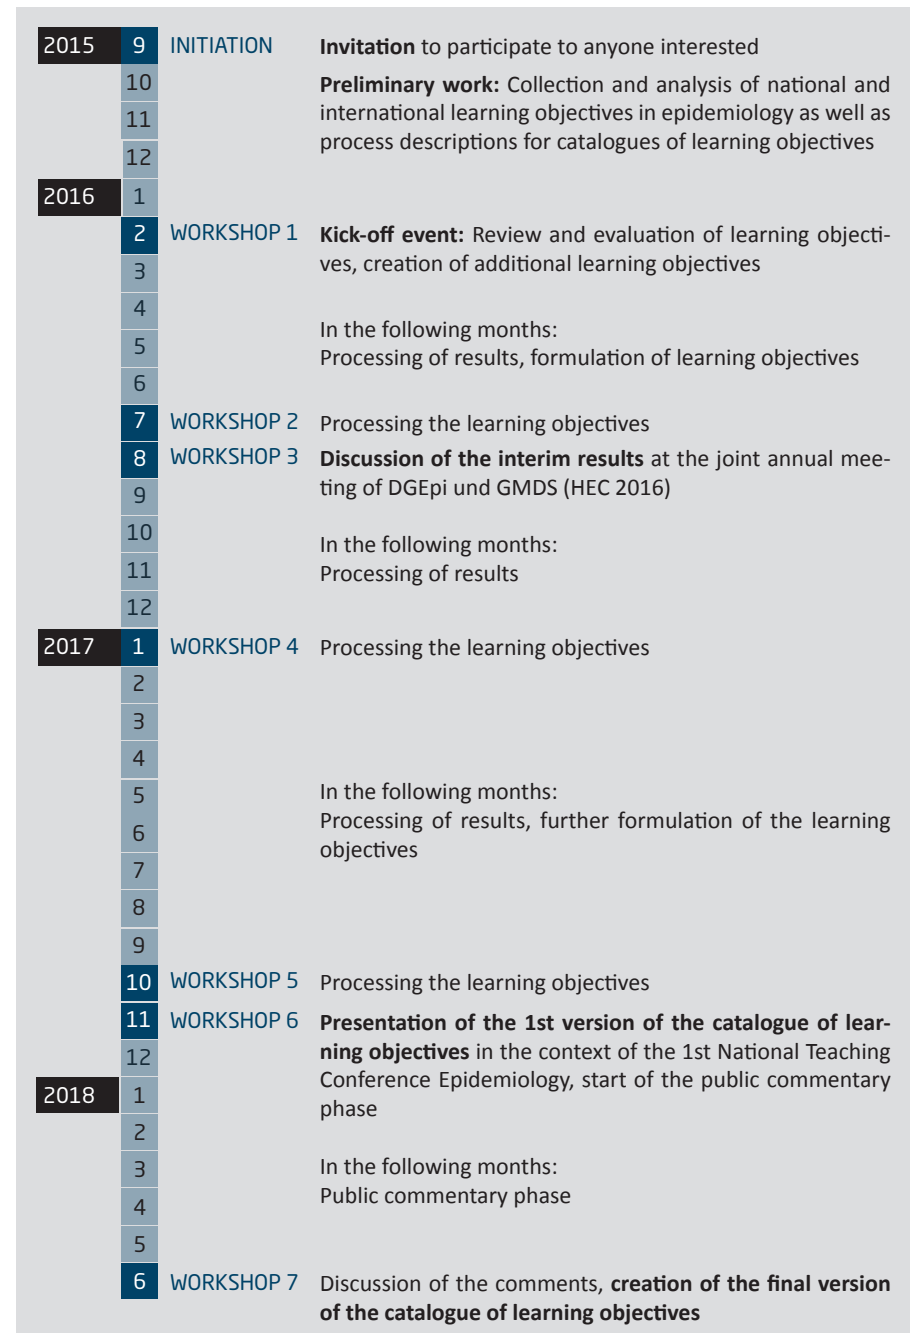 2015 9 INITIATION Invitation to participate to anyone interested
10 Preliminary work: Collection and analysis of national and
11 international learning objectives in epidemiology as well as
12 process descriptions for catalogues of learning objectives
2016 1
2 WORKSHOP 1 Kick-off event: Review and evaluation of learning objecti-
3 ves, creation of additional learning objectives
4
In the following months:
5 Processing of results, formulation of learning objectives
6
7 WORKSHOP 2 Processing the learning objectives
8 WORKSHOP 3 Discussion of the interim results at the joint annual mee-
9 ting of DGEpi und GMDS (HEC 2016)
10 In the following months:
11 Processing of results
12
2017 1 WORKSHOP 4 Processing the learning objectives
2
3
4
5 In the following months:
6 Processing of results, further formulation of the learning
objectives
7
8
9
10 WORKSHOP 5 Processing the learning objectives
11 WORKSHOP 6 Presentation of the 1st version of the catalogue of lear-
12 ning objectives in the context of the 1st National Teaching
2018 1 Conference Epidemiology, start of the public commentary
phase
2
3 In the following months:
4 Public commentary phase
5
6 WORKSHOP 7 Discussion of the comments, creation of the final version
of the catalogue of learning objectives